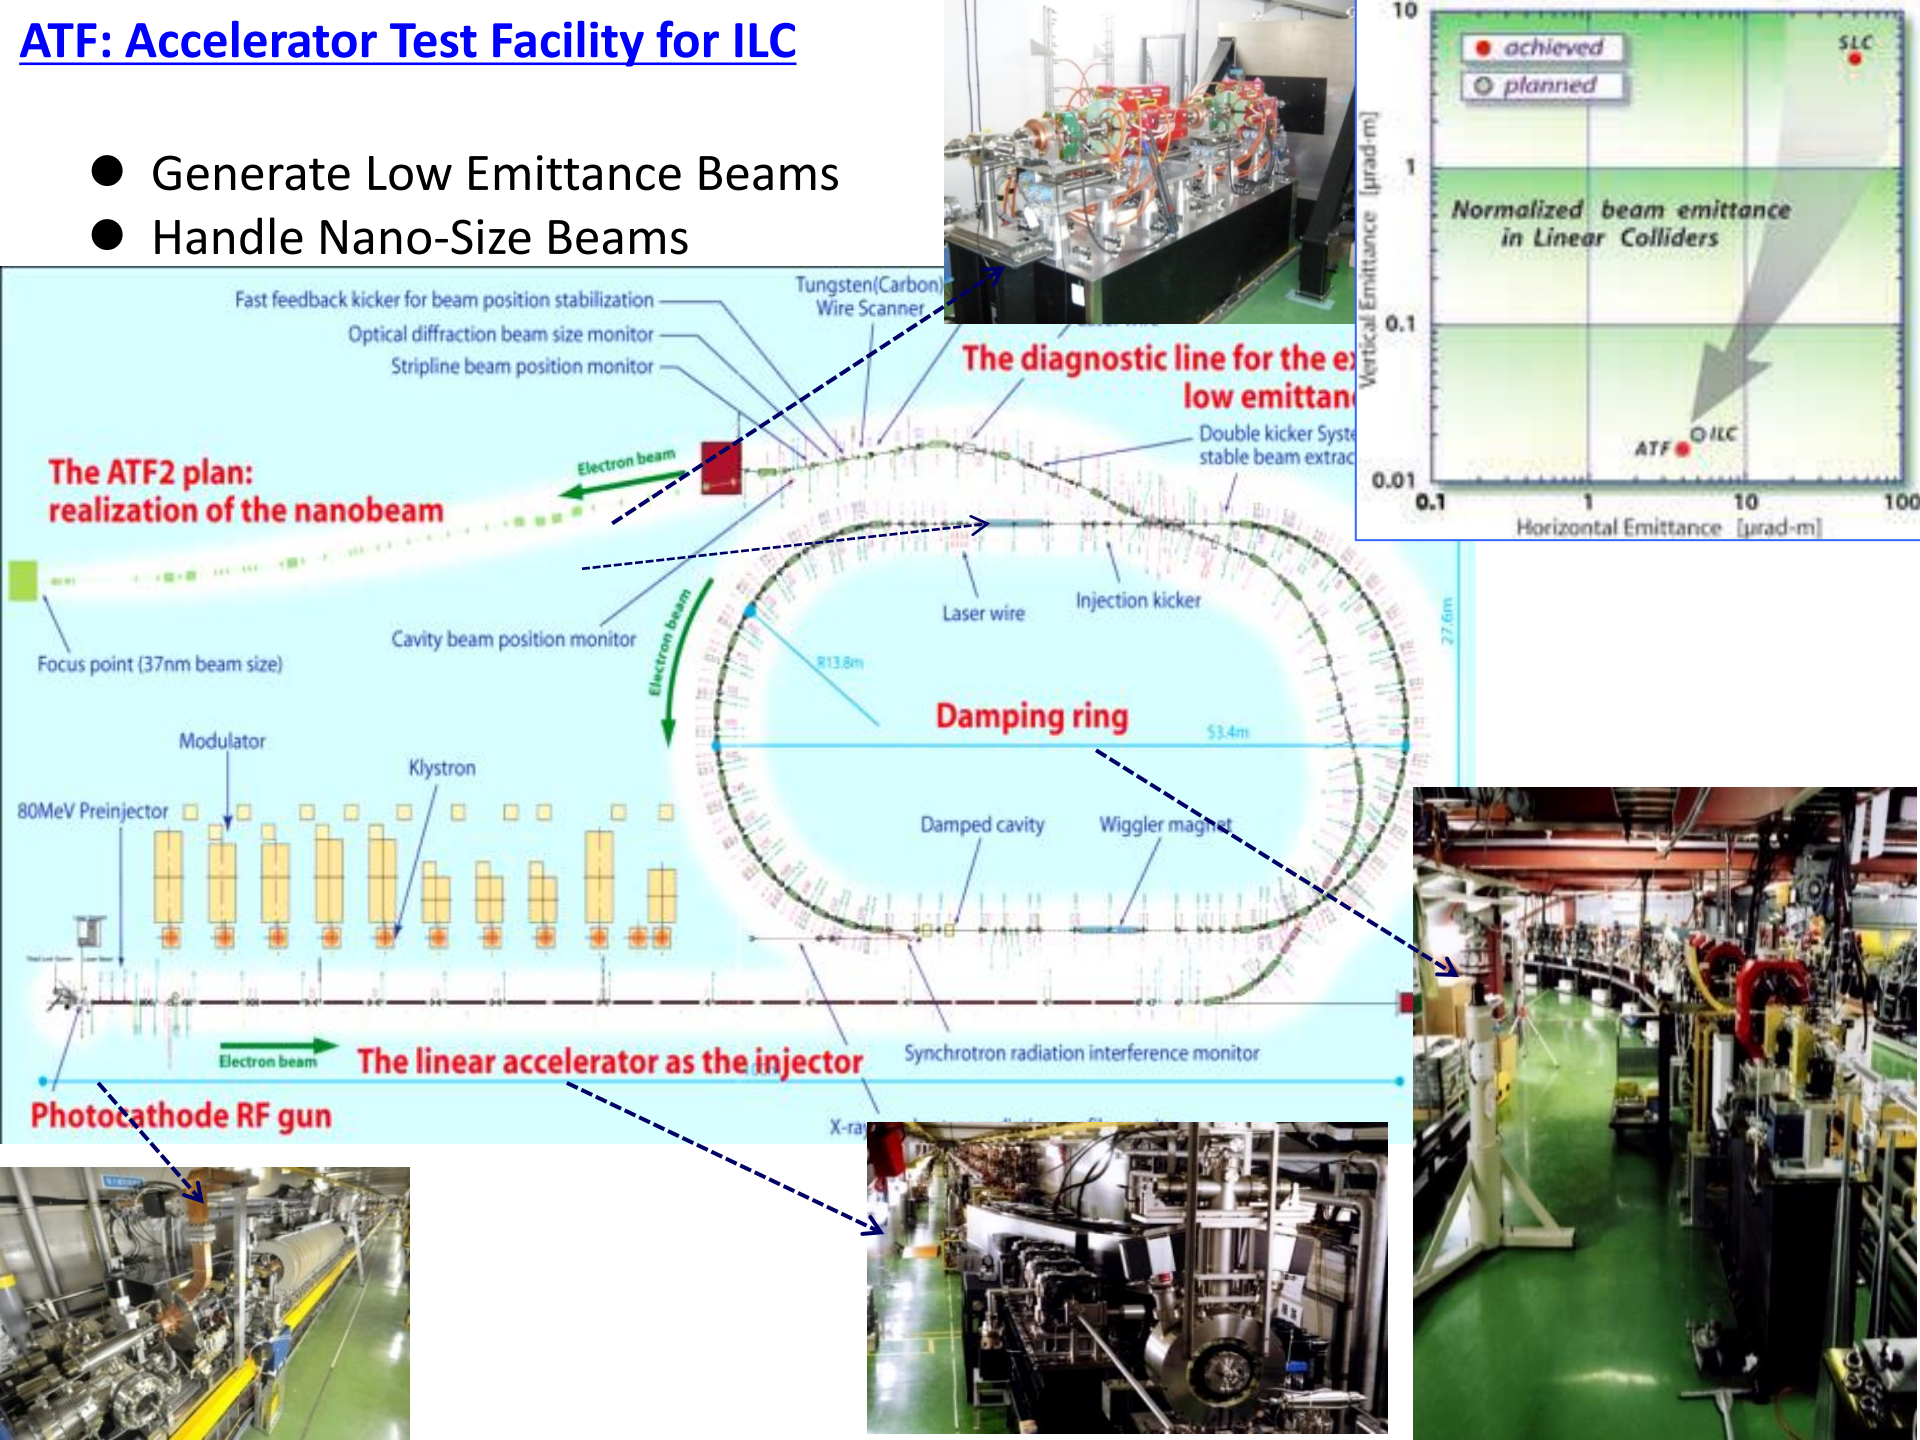 ATF: Accelerator Test Facility for ILC
● Generate Low Emittance Beams
● Handle Nano-Size Beams
10
1
0.1
0.01
0.1
1
10
100
achieved
planned
SLC
Normalized beam emittance
in Linear Colliders
ATF
ILC
Vertical Emittance [μrad-m]
Horizontal Emittance [μrad-m]
Fast feedback kicker for beam position stabilization
Optical diffraction beam size monitor
Stripline beam position monitor
Tungsten(Carbon)
Wire Scanner
The diagnostic line for the ex
low emittanc
Double kicker Syste
stable beam extrac
The ATF2 plan:
realization of the nanobeam
Electron beam
Focus point (37nm beam size)
Cavity beam position monitor
Electron beam
Laser wire
Injection kicker
27.6m
R13.8m
Damping ring
53.4m
Modulator
Klystron
80MeV Preinjector
Damped cavity
Wiggler magnet
Electron beam
The linear accelerator as the injector
Synchrotron radiation interference monitor
Photocathode RF gun
X-ray